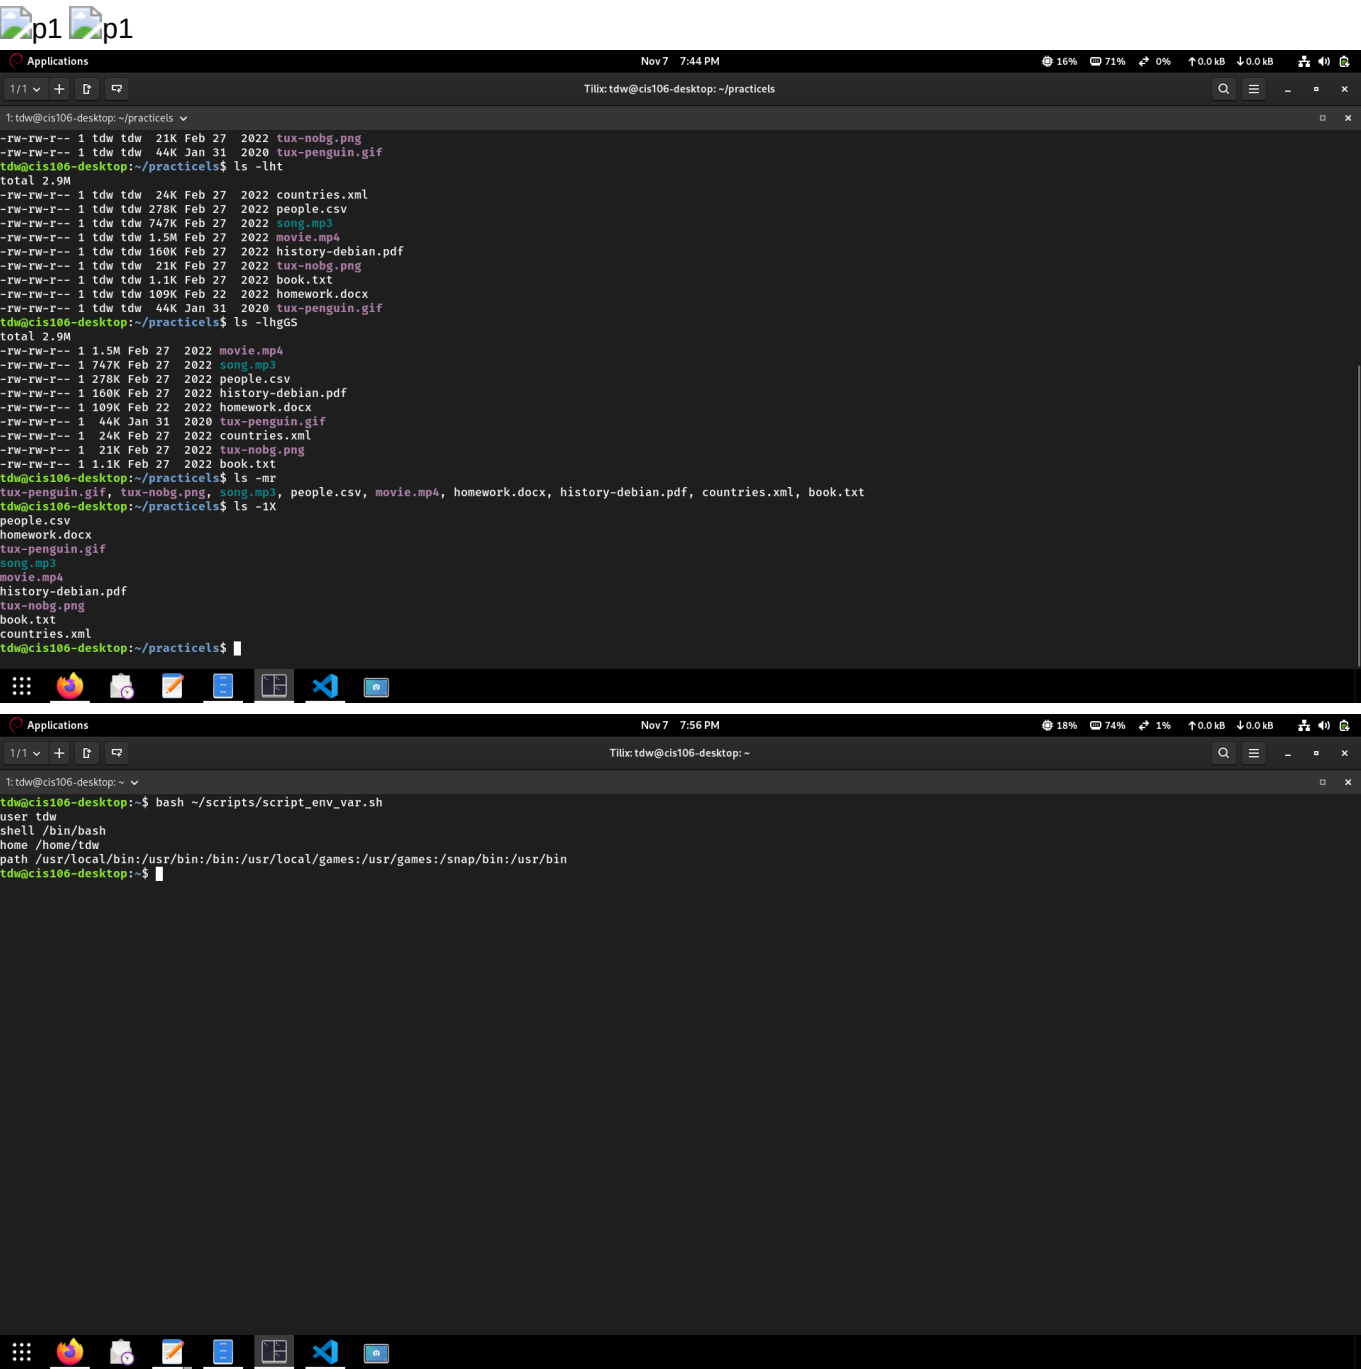 p1 p1
Applications Nov 7 7:44 PM 16% 71% 0% ↑0.0 kB ↓0.0 kB
1/1 Tilix: tdw@cis106-desktop: ~/practicels
1: tdw@cis106-desktop: ~/practicels
-rw-rw-r-- 1 tdw tdw  21K Feb 27  2022 tux-nobg.png
-rw-rw-r-- 1 tdw tdw  44K Jan 31  2020 tux-penguin.gif
tdw@cis106-desktop:~/practicels$ ls -lht
total 2.9M
-rw-rw-r-- 1 tdw tdw  24K Feb 27  2022 countries.xml
-rw-rw-r-- 1 tdw tdw 278K Feb 27  2022 people.csv
-rw-rw-r-- 1 tdw tdw 747K Feb 27  2022 song.mp3
-rw-rw-r-- 1 tdw tdw 1.5M Feb 27  2022 movie.mp4
-rw-rw-r-- 1 tdw tdw 160K Feb 27  2022 history-debian.pdf
-rw-rw-r-- 1 tdw tdw  21K Feb 27  2022 tux-nobg.png
-rw-rw-r-- 1 tdw tdw 1.1K Feb 27  2022 book.txt
-rw-rw-r-- 1 tdw tdw 109K Feb 22  2022 homework.docx
-rw-rw-r-- 1 tdw tdw  44K Jan 31  2020 tux-penguin.gif
tdw@cis106-desktop:~/practicels$ ls -lhgGS
total 2.9M
-rw-rw-r-- 1 1.5M Feb 27  2022 movie.mp4
-rw-rw-r-- 1 747K Feb 27  2022 song.mp3
-rw-rw-r-- 1 278K Feb 27  2022 people.csv
-rw-rw-r-- 1 160K Feb 27  2022 history-debian.pdf
-rw-rw-r-- 1 109K Feb 22  2022 homework.docx
-rw-rw-r-- 1  44K Jan 31  2020 tux-penguin.gif
-rw-rw-r-- 1  24K Feb 27  2022 countries.xml
-rw-rw-r-- 1  21K Feb 27  2022 tux-nobg.png
-rw-rw-r-- 1 1.1K Feb 27  2022 book.txt
tdw@cis106-desktop:~/practicels$ ls -mr
tux-penguin.gif, tux-nobg.png, song.mp3, people.csv, movie.mp4, homework.docx, history-debian.pdf, countries.xml, book.txt
tdw@cis106-desktop:~/practicels$ ls -1X
people.csv
homework.docx
tux-penguin.gif
song.mp3
movie.mp4
history-debian.pdf
tux-nobg.png
book.txt
countries.xml
tdw@cis106-desktop:~/practicels$
Applications Nov 7 7:56 PM 18% 74% 1% ↑0.0 kB ↓0.0 kB
1/1 Tilix: tdw@cis106-desktop: ~
1: tdw@cis106-desktop: ~
tdw@cis106-desktop:~$ bash ~/scripts/script_env_var.sh
user tdw
shell /bin/bash
home /home/tdw
path /usr/local/bin:/usr/bin:/bin:/usr/local/games:/usr/games:/snap/bin:/usr/bin
tdw@cis106-desktop:~$